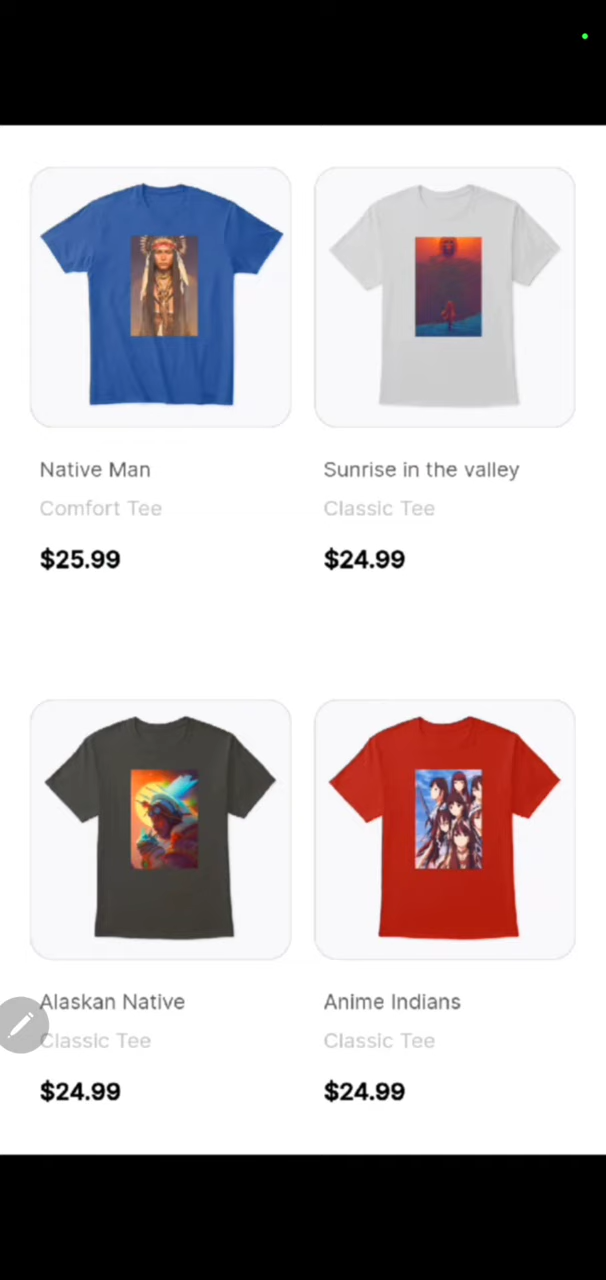 Native Man
Comfort Tee
$25.99
Sunrise in the valley
Classic Tee
$24.99
Alaskan Native
Classic Tee
$24.99
Anime Indians
Classic Tee
$24.99